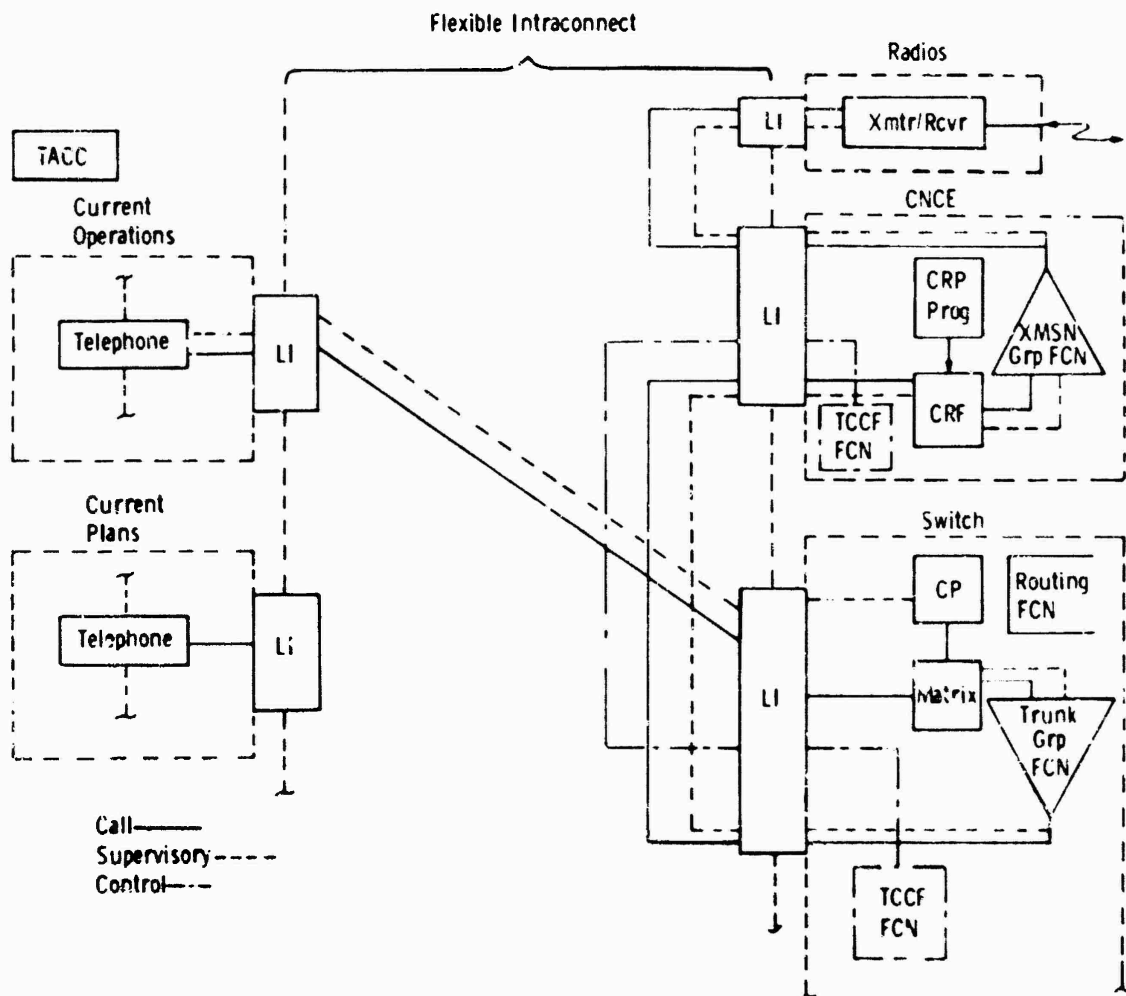 Flexible Intraconnect
Radios
LI
Xmtr/Rcvr
TACC
Current
Operations
Telephone
LI
CNCE
LI
CRP
Prog
XMSN
Grp FCN
CRF
TCCF
FCN
Current
Plans
Telephone
LI
Switch
CP
Routing
FCN
LI
Matrix
Trunk
Grp
FCN
TCCF
FCN
Call
Supervisory
Control